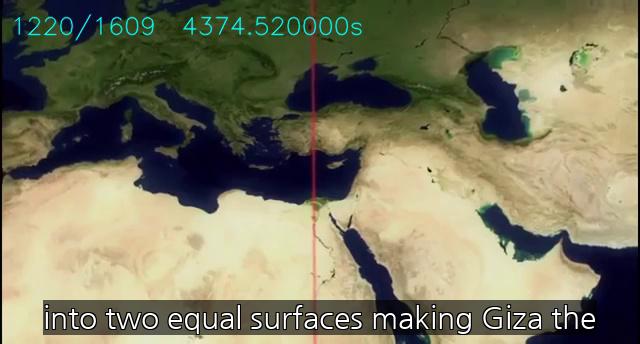 1220/1609 4374.520000s
into two equal surfaces making Giza the